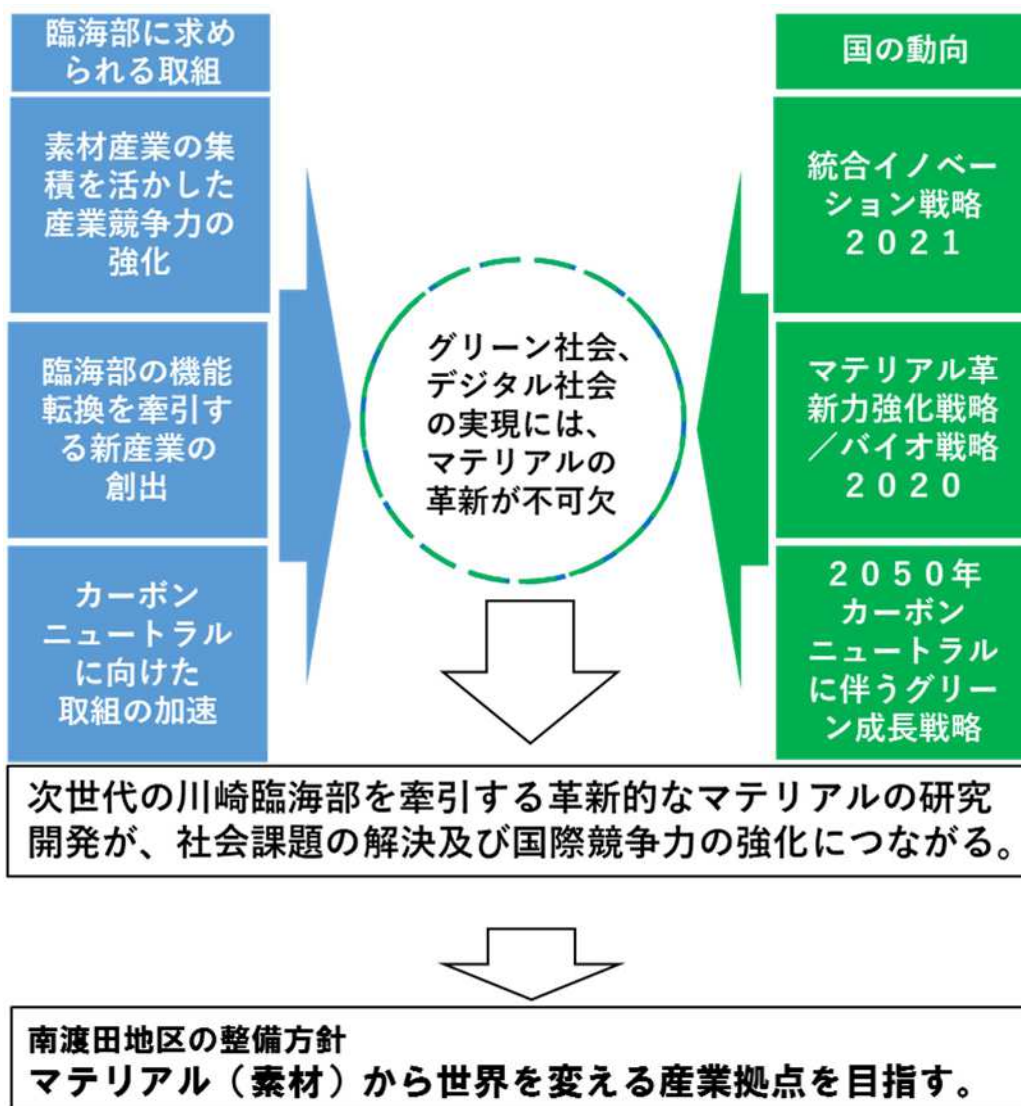 臨海部に求め
られる取組
素材産業の集
積を活かした
産業競争力の
強化
臨海部の機能
転換を牽引す
る新産業の
創出
カーボン
ニュートラル
に向けた
取組の加速
グリーン社会、
デジタル社会
の実現には、
マテリアルの
革新が不可欠
国の動向
統合イノベー
ション戦略
２０２１
マテリアル革
新力強化戦略
／バイオ戦略
２０２０
２０５０年
カーボン
ニュートラル
に伴うグリー
ン成長戦略
次世代の川崎臨海部を牽引する革新的なマテリアルの研究
開発が、社会課題の解決及び国際競争力の強化につながる。
南渡田地区の整備方針
マテリアル（素材）から世界を変える産業拠点を目指す。